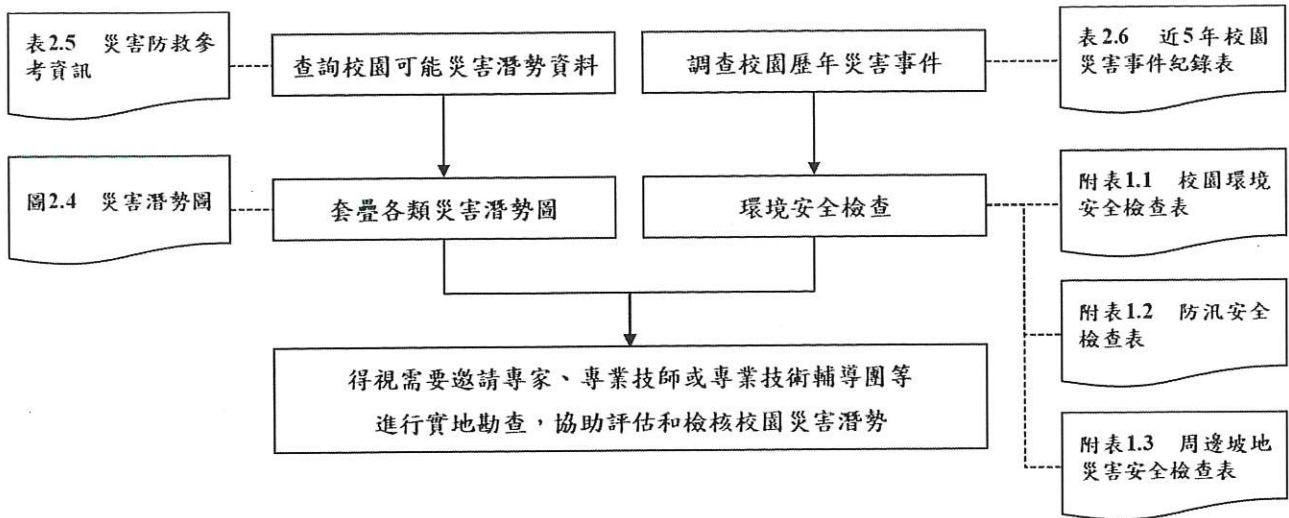 表2.5 災害防救參
考資訊
查詢校園可能災害潛勢資料
調查校園歷年災害事件
表2.6 近5年校園
災害事件紀錄表
圖2.4 災害潛勢圖
套疊各類災害潛勢圖
環境安全檢查
附表1.1 校園環境
安全檢查表
附表1.2 防汛安全
檢查表
得視需要邀請專家、專業技師或專業技術輔導團等
進行實地勘查，協助評估和檢核校園災害潛勢
附表1.3 周邊坡地
災害安全檢查表